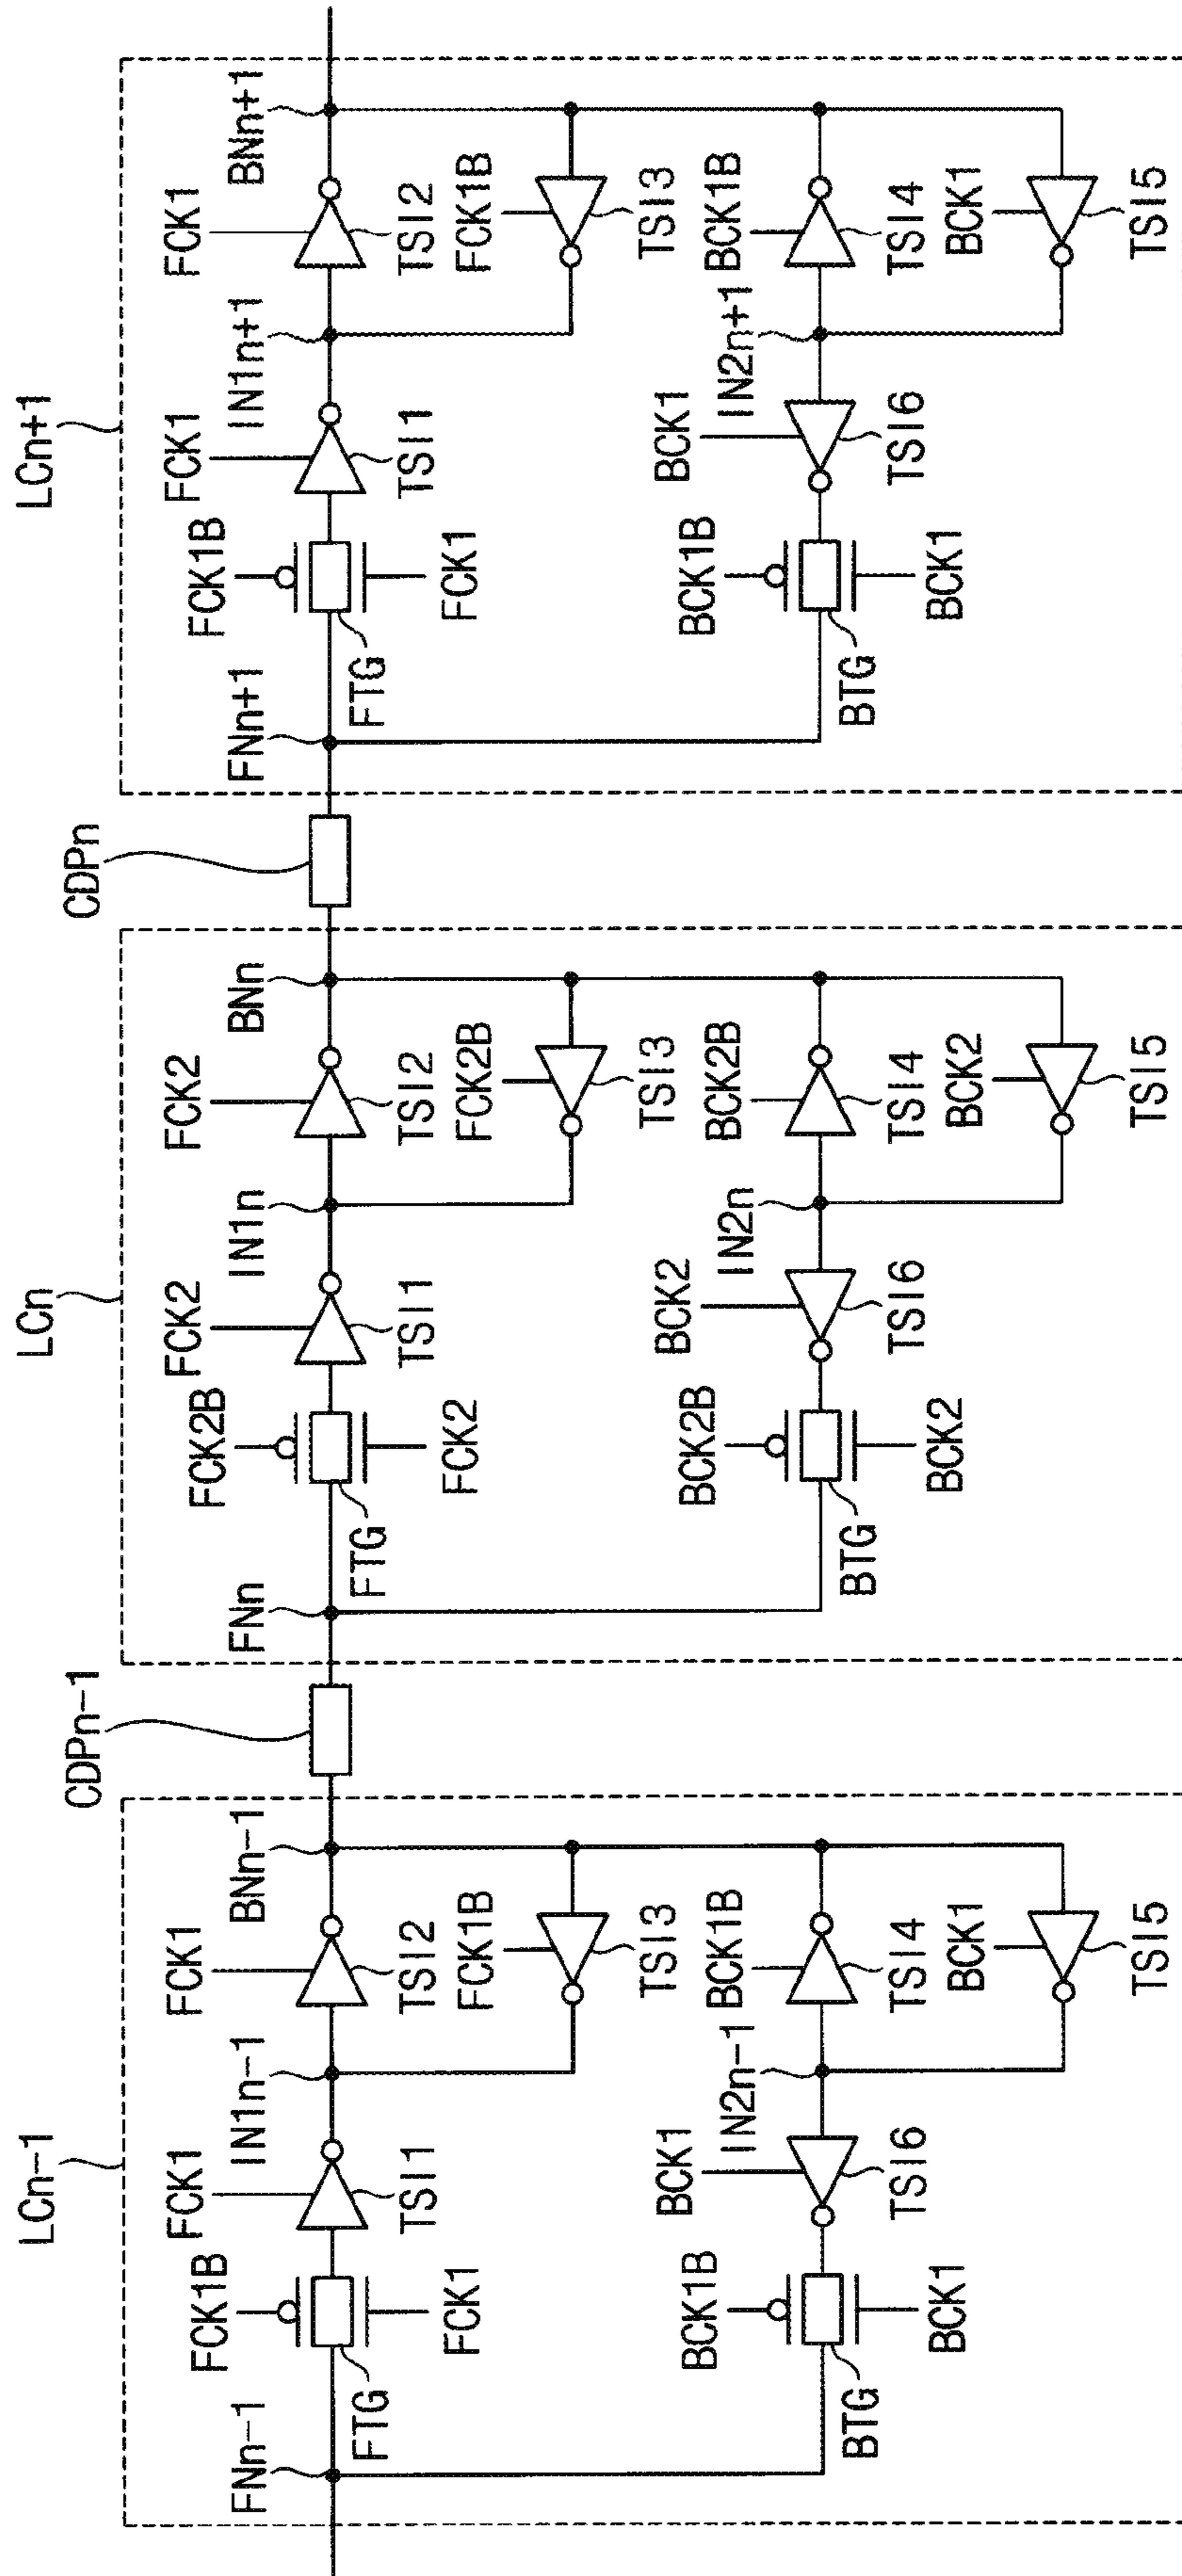 LCn-1
CDPn-1
LCn
CDPn
LCn+1
FNn-1
FCK1B
FCK1
IN1n-1
FCK1
BNn-1
FTG
FCK1
TSI1
TSI2
FCK1B
TSI3
BCK1B
BCK1
IN2n-1
BCK1B
BTG
BCK1
TSI6
TSI4
BCK1
TSI5
FNn
FCK2B
FCK2
IN1n
FCK2
BNn
FTG
FCK2
TSI1
TSI2
FCK2B
TSI3
BCK2B
BCK2
IN2n
BCK2B
BTG
BCK2
TSI6
TSI4
BCK2
TSI5
FNn+1
FCK1B
FCK1
IN1n+1
FCK1
BNn+1
FTG
FCK1
TSI1
TSI2
FCK1B
TSI3
BCK1B
BCK1
IN2n+1
BCK1B
BTG
BCK1
TSI6
TSI4
BCK1
TSI5